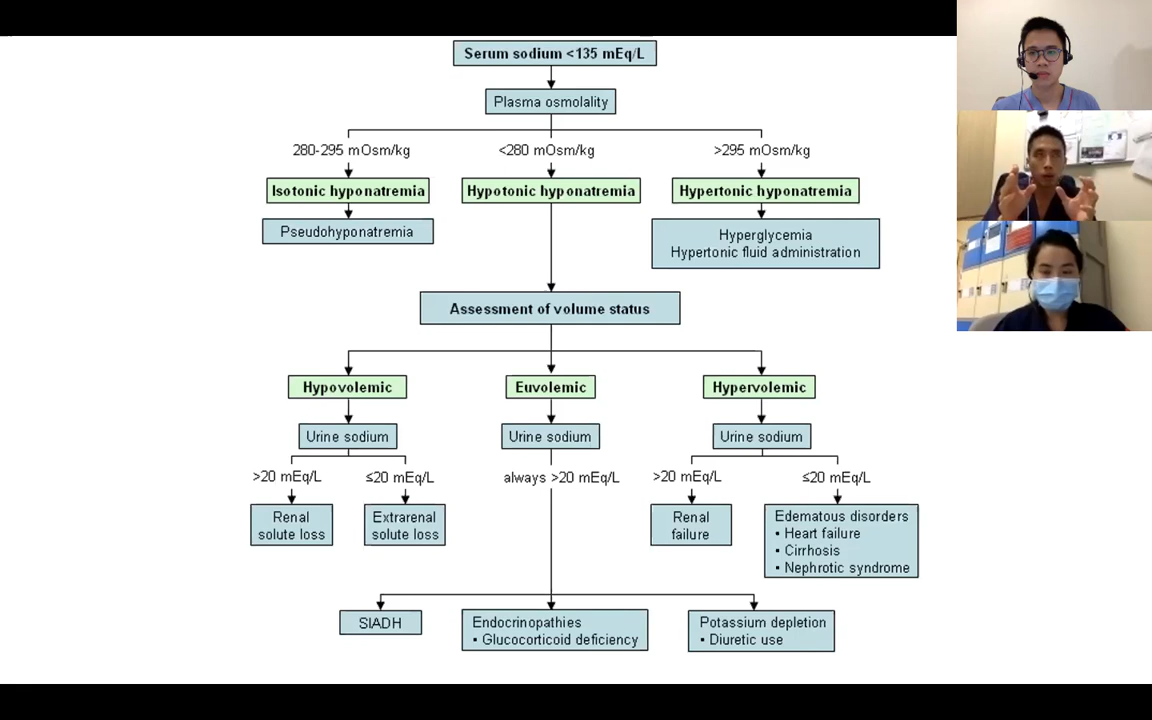 Serum sodium <135 mEq/L
Plasma osmolality
280-295 mOsm/kg
<280 mOsm/kg
>295 mOsm/kg
Isotonic hyponatremia
Hypotonic hyponatremia
Hypertonic hyponatremia
Pseudohyponatremia
Hyperglycemia
Hypertonic fluid administration
Assessment of volume status
Hypovolemic
Euvolemic
Hypervolemic
Urine sodium
Urine sodium
Urine sodium
>20 mEq/L
≤20 mEq/L
always >20 mEq/L
>20 mEq/L
≤20 mEq/L
Renal
solute loss
Extrarenal
solute loss
Renal
failure
Edematous disorders
▪ Heart failure
▪ Cirrhosis
▪ Nephrotic syndrome
SIADH
Endocrinopathies
▪ Glucocorticoid deficiency
Potassium depletion
▪ Diuretic use